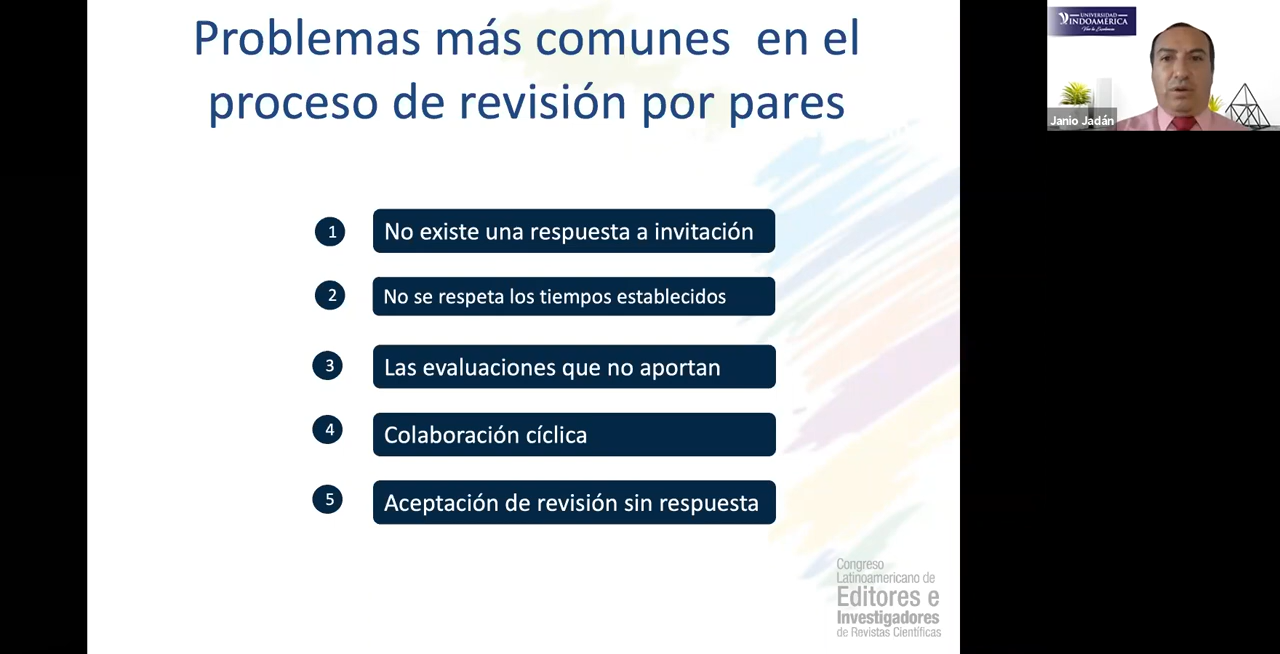 Problemas más comunes en el
proceso de revisión por pares
1 No existe una respuesta a invitación
2 No se respeta los tiempos establecidos
3 Las evaluaciones que no aportan
4 Colaboración cíclica
5 Aceptación de revisión sin respuesta
Congreso
Latinoamericano de
Editores e
Investigadores
de Revistas Científicas
UNIVERSIDAD
INDOAMÉRICA
Janio Jadán